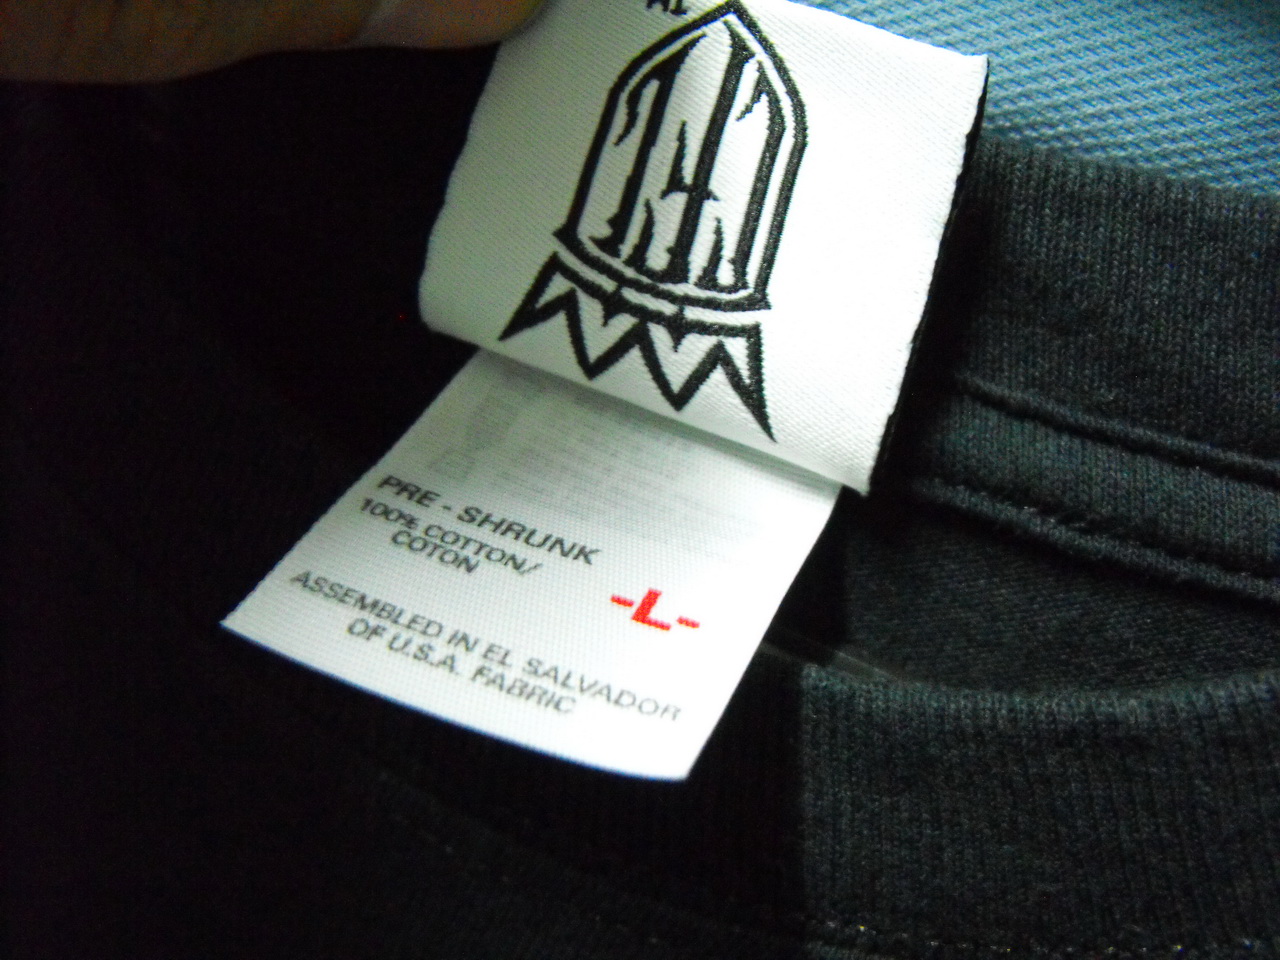 PRE - SHRUNK
100% COTTON/
COTON
-L-
ASSEMBLED IN EL SALVADOR
OF U.S.A. FABRIC